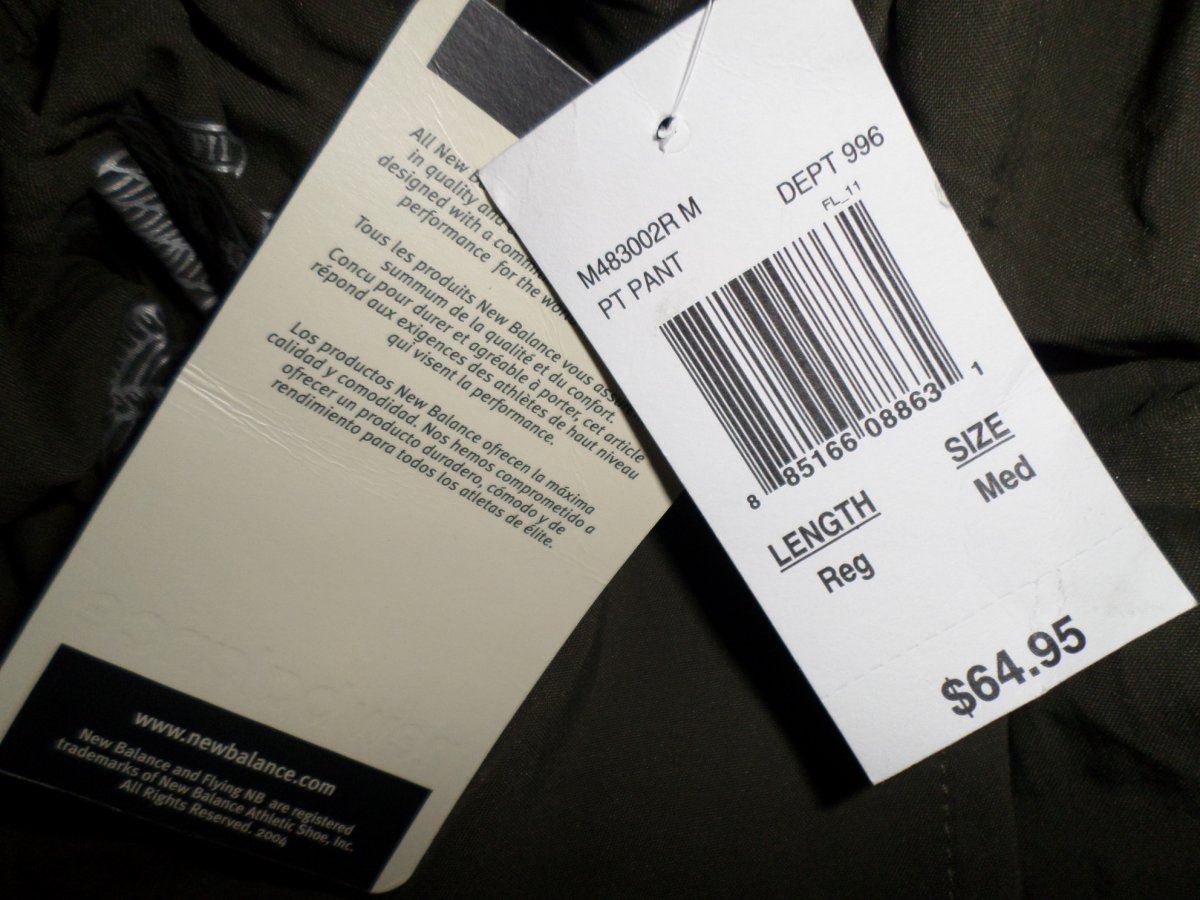 All New
in quality and
designed with a
performance for the
Tous les produits New Balance vous
summum de la qualité et du confort.
Concu pour durer et agréable à porter, cet article
répond aux exigences des athlètes de haut niveau
qui visent la performance.
Los productos New Balance ofrecen la máxima
calidad y comodidad. Nos hemos comprometido a
ofrecer un producto duradero, cómodo y de
rendimiento para todos los atletas de élite.
www.newbalance.com
New Balance and Flying NB are registered
trademarks of New Balance Athletic Shoe, Inc.
All Rights Reserved. 2004
M483002R M
DEPT 996
PT PANT
FL_11
8 85166 08863 1
LENGTH
Reg
SIZE
Med
$64.95